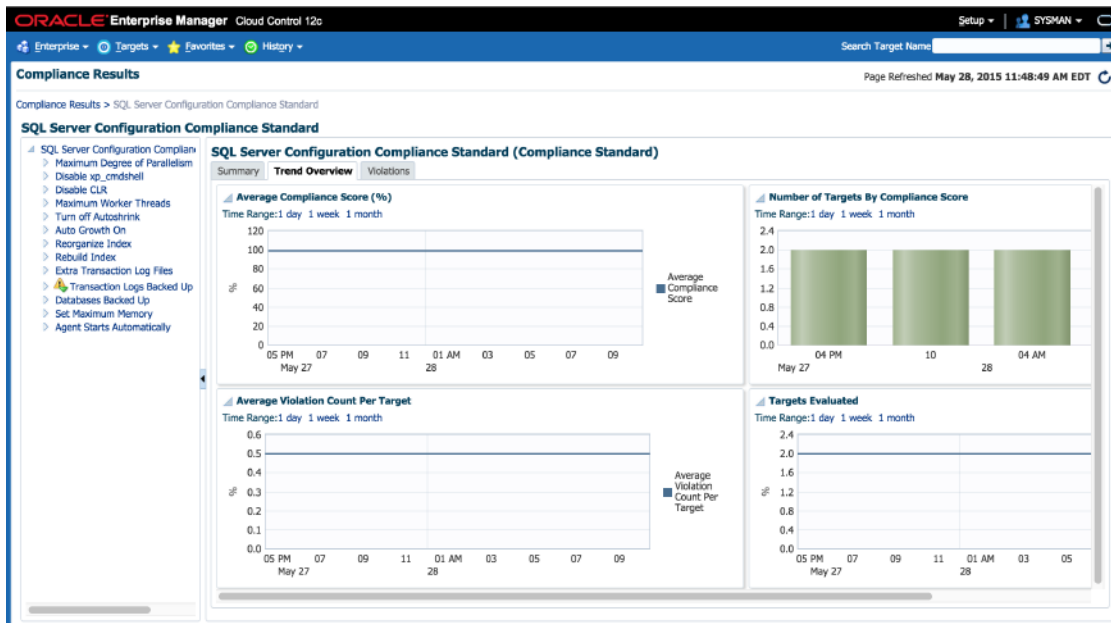 ORACLE Enterprise Manager Cloud Control 12c
Setup SYSMAN
Enterprise Targets Favorites History
Search Target Name
Compliance Results
Page Refreshed May 28, 2015 11:48:49 AM EDT
Compliance Results > SQL Server Configuration Compliance Standard
SQL Server Configuration Compliance Standard
SQL Server Configuration Complian
Maximum Degree of Parallelism
Disable xp_cmdshell
Disable CLR
Maximum Worker Threads
Turn off Autoshrink
Auto Growth On
Reorganize Index
Rebuild Index
Extra Transaction Log Files
Transaction Logs Backed Up
Databases Backed Up
Set Maximum Memory
Agent Starts Automatically
SQL Server Configuration Compliance Standard (Compliance Standard)
Summary Trend Overview Violations
Average Compliance Score (%)
Time Range:1 day 1 week 1 month
120
100
80
60
40
20
0
%
05 PM 07 09 11 01 AM 03 05 07 09
May 27 28
Average
Compliance
Score
Number of Targets By Compliance Score
Time Range:1 day 1 week 1 month
2.4
2.0
1.6
1.2
0.8
0.4
0.0
04 PM 10 04 AM
May 27 28
Average Violation Count Per Target
Time Range:1 day 1 week 1 month
0.6
0.5
0.4
0.3
0.2
0.1
0.0
%
05 PM 07 09 11 01 AM 03 05 07 09
May 27 28
Average
Violation
Count Per
Target
Targets Evaluated
Time Range:1 day 1 week 1 month
2.4
2.0
1.6
1.2
0.8
0.4
0.0
%
05 PM 07 09 11 01 AM 03 05
May 27 28